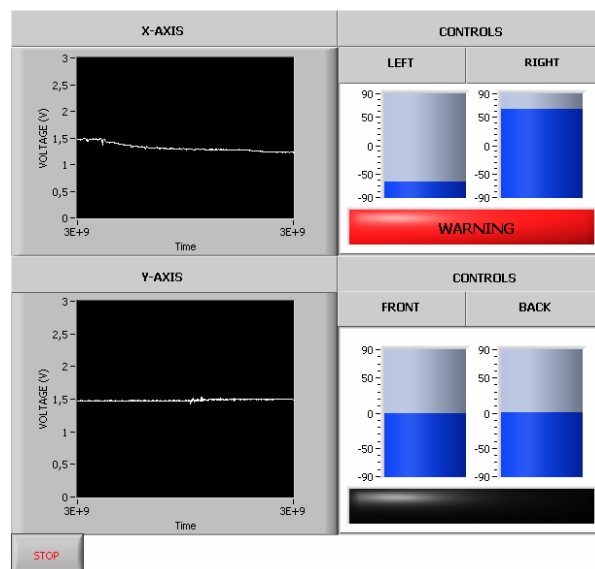 X-AXIS
CONTROLS
LEFT
RIGHT
3
2,5
2
1,5
1
0,5
0
VOLTAGE (V)
3E+9
3E+9
Time
90
50
0
-50
-90
90
50
0
-50
-90
WARNING
Y-AXIS
CONTROLS
FRONT
BACK
3
2,5
2
1,5
1
0,5
0
VOLTAGE (V)
3E+9
3E+9
Time
90
50
0
-50
-90
90
50
0
-50
-90
STOP